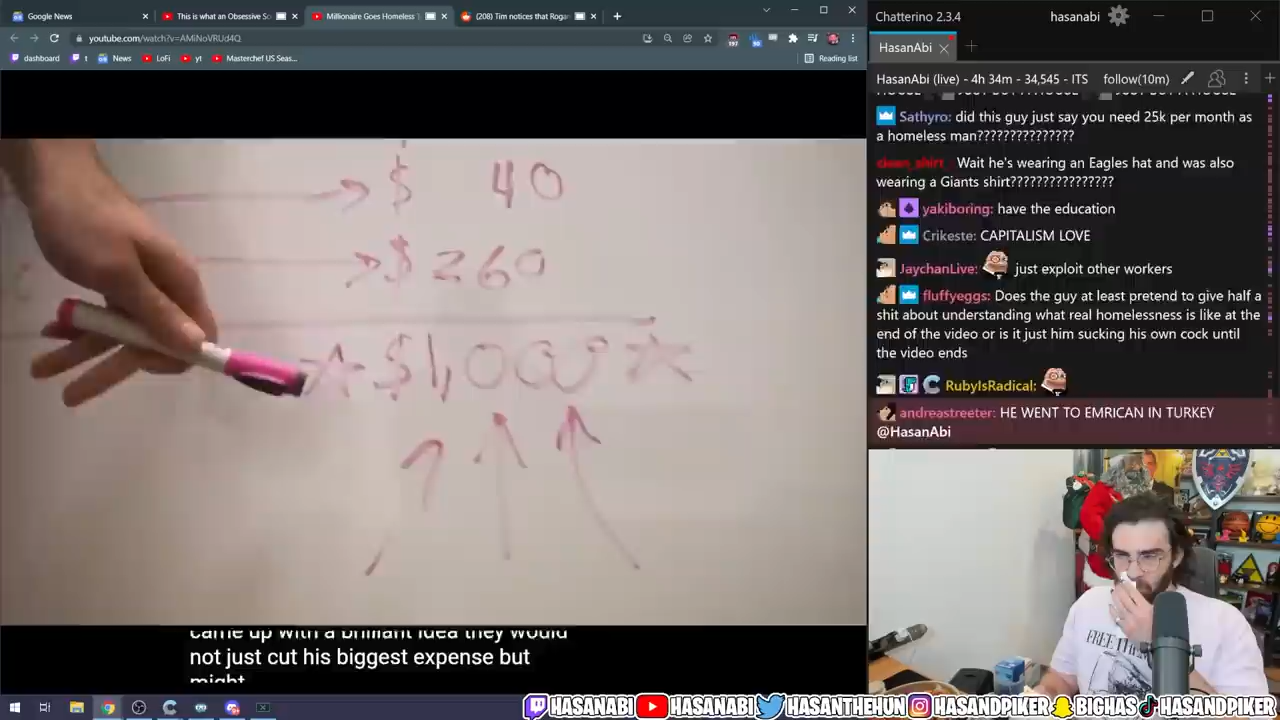 Google News
This is what an Obsessive So
Millionaire Goes Homeless T
(208) Tim notices that Rogan
youtube.com/watch?v=AMiNoVRUd4Q
dashboard
t
News
LoFi
yt
Masterchef US Seas...
Reading list
$ 40
$ 260
$1,000
came up with a brilliant idea they would
not just cut his biggest expense but
might
Chatterino 2.3.4
hasanabi
HasanAbi
HasanAbi (live) - 4h 34m - 34,545 - ITS
follow(10m)
Sathyro: did this guy just say you need 25k per month as
a homeless man???????????????
Wait he's wearing an Eagles hat and was also
wearing a Giants shirt????????????????
yakiboring: have the education
Crikeste: CAPITALISM LOVE
JaychanLive: just exploit other workers
fluffyeggs: Does the guy at least pretend to give half a
shit about understanding what real homelessness is like at the
end of the video or is it just him sucking his own cock until
the video ends
RubyIsRadical:
andreastreeter: HE WENT TO EMRICAN IN TURKEY
@HasanAbi
HASANABI
HASANABI
HASANTHEHUN
HASANDPIKER
BIGHAS
HASANDPIKER